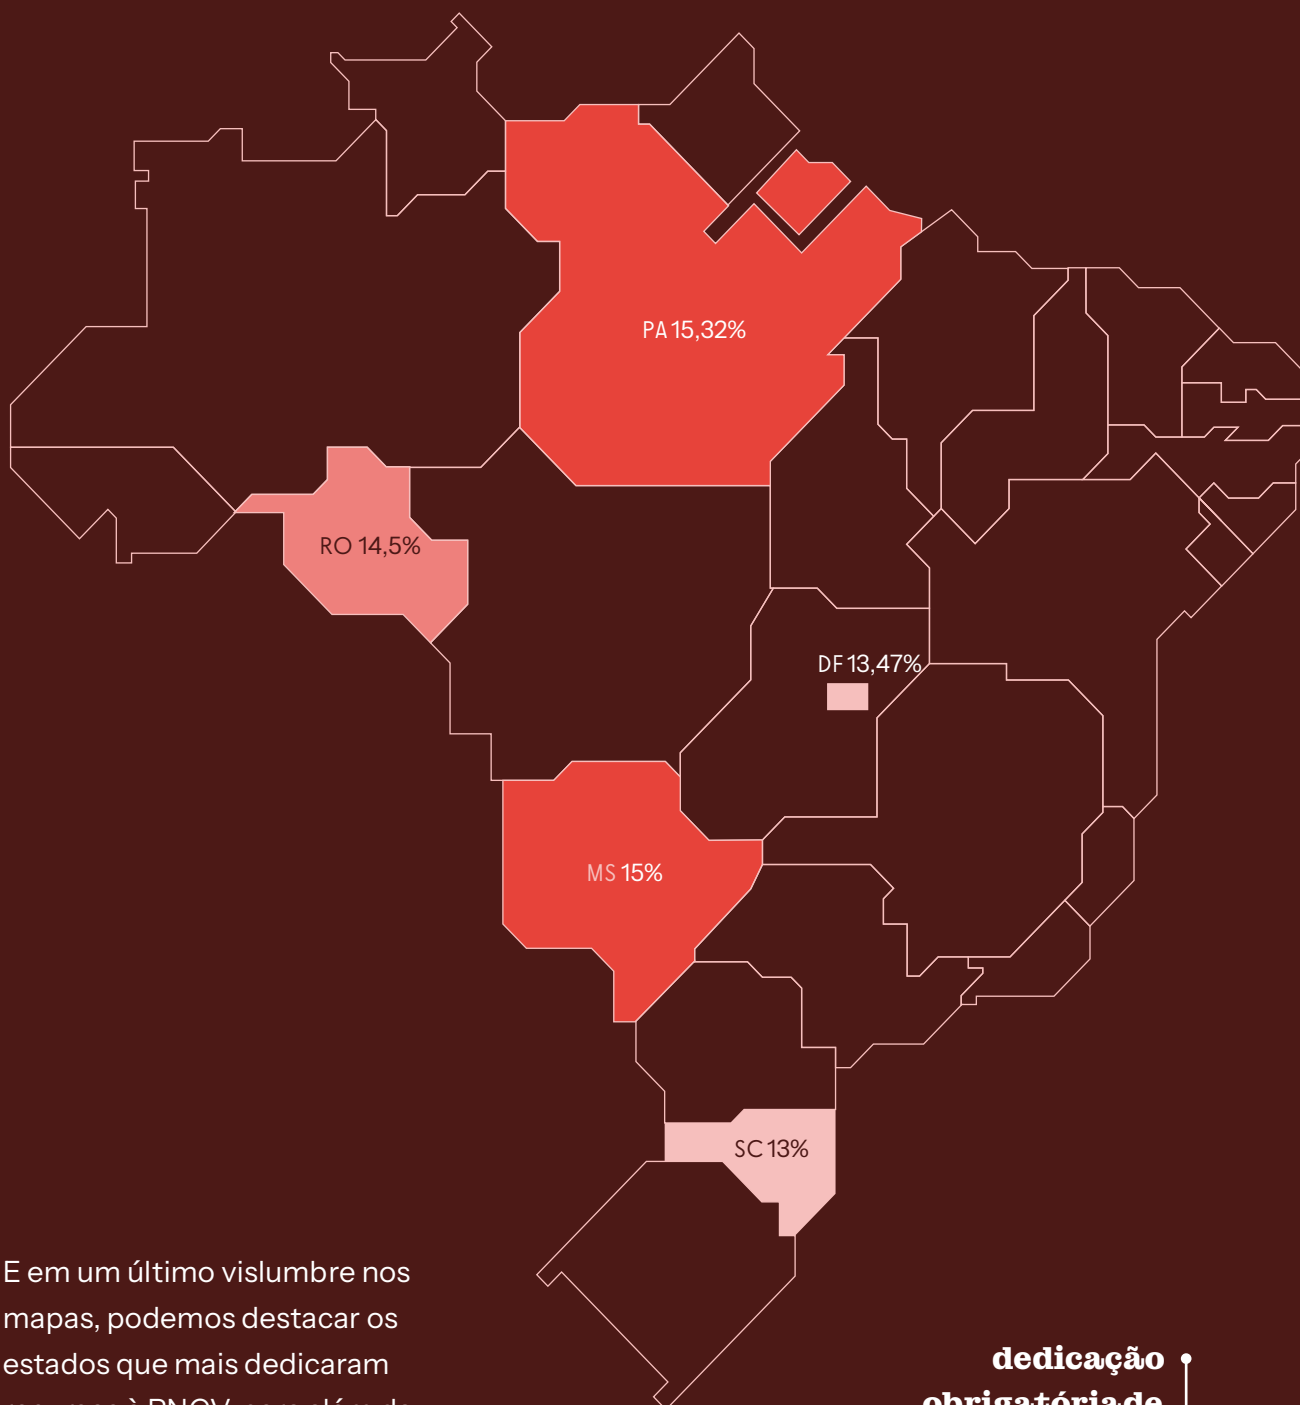 PA 15,32%
RO 14,5%
DF 13,47%
MS 15%
SC 13%
E em um último vislumbre nos
mapas, podemos destacar os
estados que mais dedicaram
dedicação